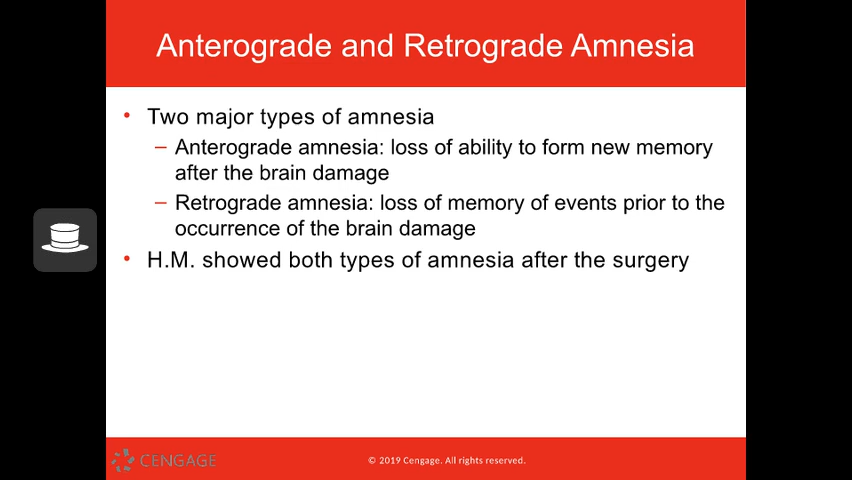 Anterograde and Retrograde Amnesia
• Two major types of amnesia
– Anterograde amnesia: loss of ability to form new memory
after the brain damage
– Retrograde amnesia: loss of memory of events prior to the
occurrence of the brain damage
• H.M. showed both types of amnesia after the surgery
CENGAGE
© 2019 Cengage. All rights reserved.